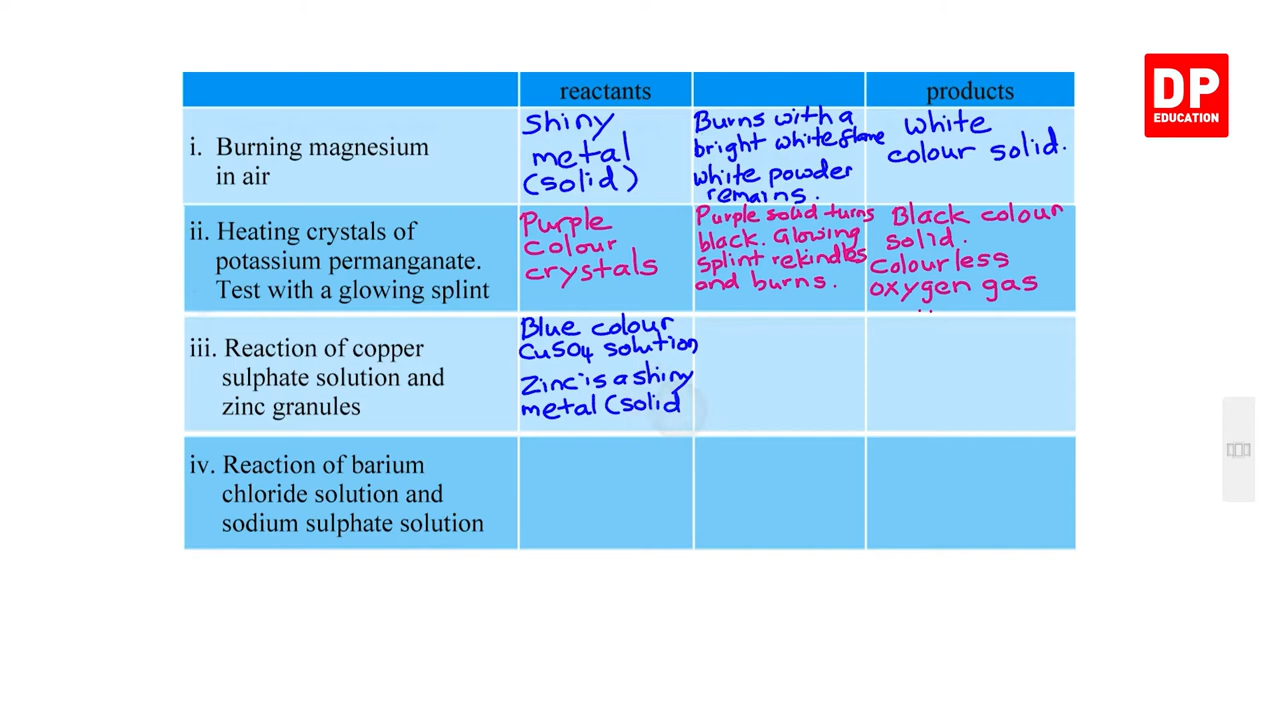 DP
EDUCATION
reactants
products
i. Burning magnesium
in air
shiny
metal
(solid)
Burns with a
bright white flame
white powder
remains.
white
colour solid.
ii. Heating crystals of
potassium permanganate.
Test with a glowing splint
Purple
colour
crystals
Purple solid turns
black. Glowing
splint rekindles
and burns.
Black colour
solid.
Colourless
oxygen gas
iii. Reaction of copper
sulphate solution and
zinc granules
Blue colour
CuSO4 solution
Zinc is a shiny
metal (solid
iv. Reaction of barium
chloride solution and
sodium sulphate solution